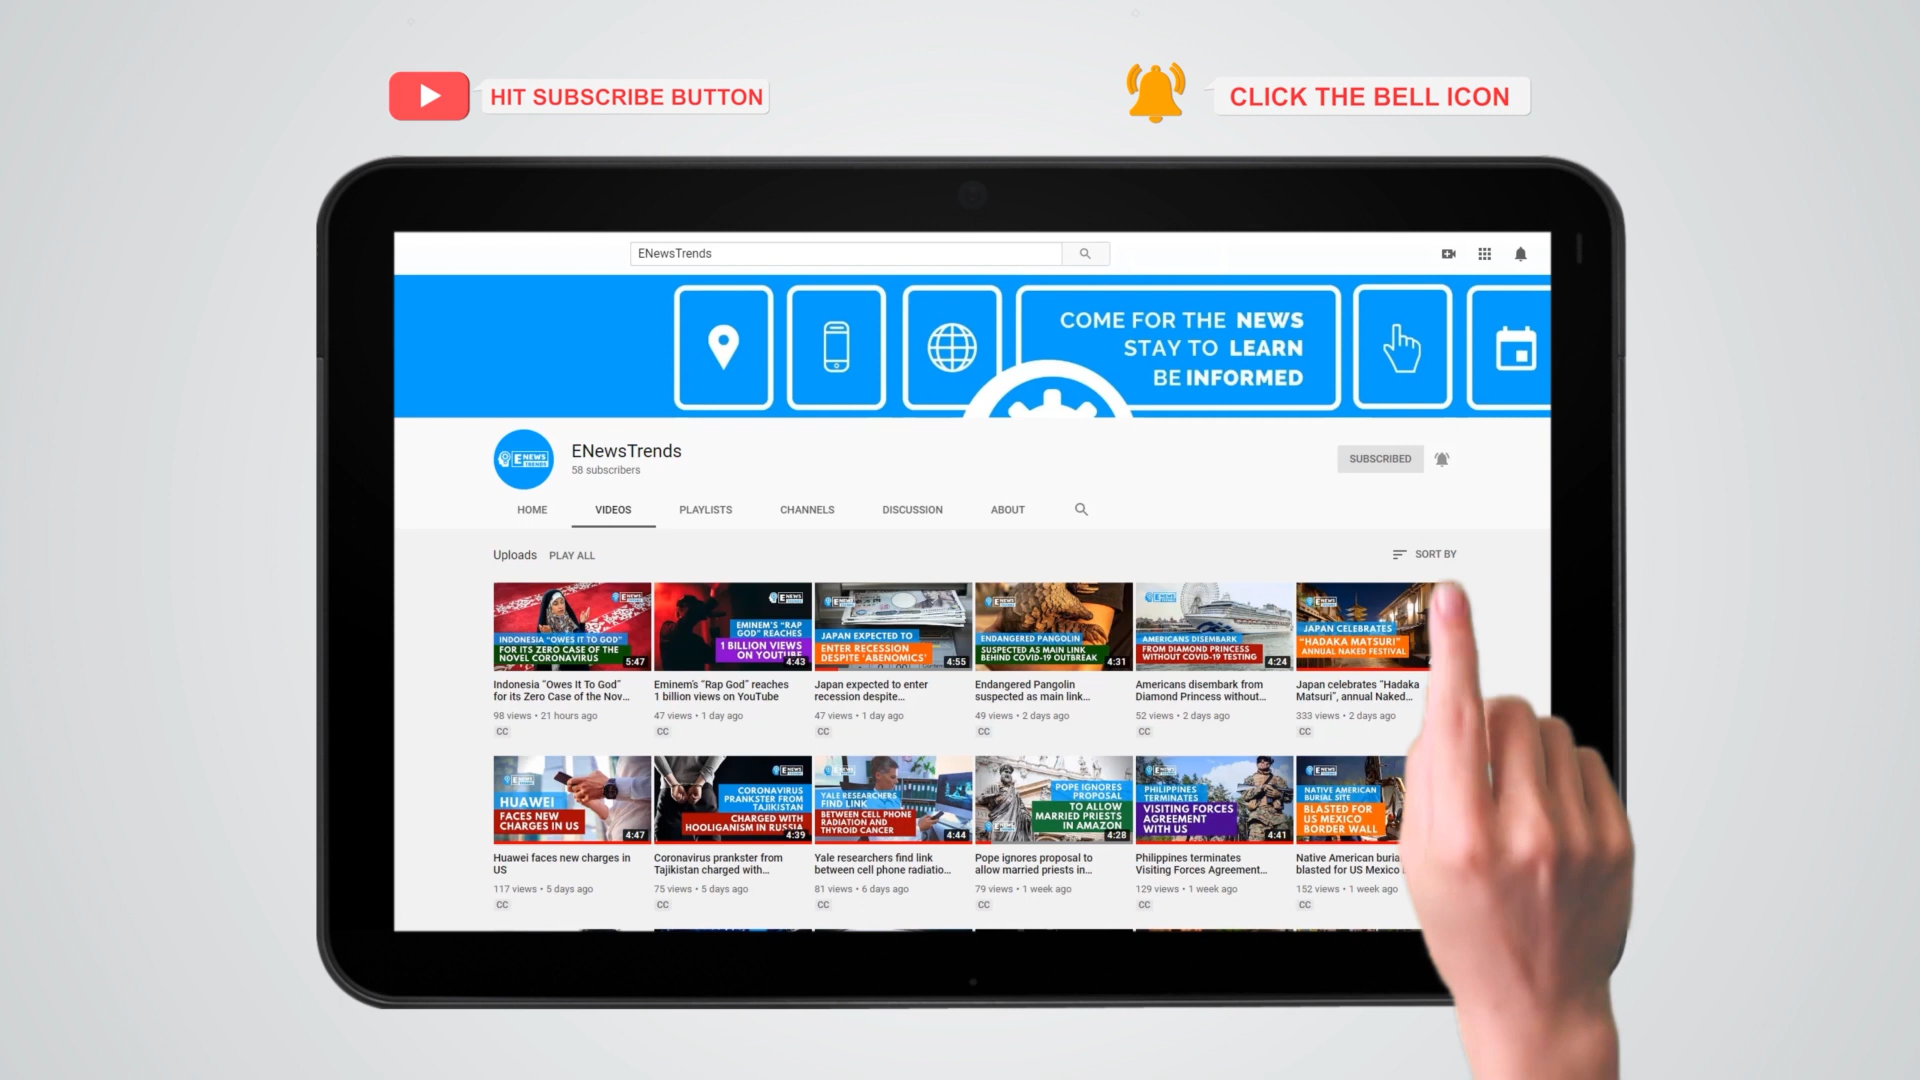 HIT SUBSCRIBE BUTTON
CLICK THE BELL ICON
ENewsTrends
COME FOR THE NEWS
STAY TO LEARN
BE INFORMED
E NEWS
TRENDS
ENewsTrends
58 subscribers
SUBSCRIBED
HOME VIDEOS PLAYLISTS CHANNELS DISCUSSION ABOUT
Uploads PLAY ALL
SORT BY
INDONESIA "OWES IT TO GOD"
FOR ITS ZERO CASE OF THE
NOVEL CORONAVIRUS
5:47
EMINEM'S "RAP
GOD" REACHES
1 BILLION VIEWS
ON YOUTUBE
4:43
JAPAN EXPECTED TO
ENTER RECESSION
DESPITE 'ABENOMICS'
4:55
ENDANGERED PANGOLIN
SUSPECTED AS MAIN LINK
BEHIND COVID-19 OUTBREAK
4:31
AMERICANS DISEMBARK
FROM DIAMOND PRINCESS
WITHOUT COVID-19 TESTING
4:24
JAPAN CELEBRATES
"HADAKA MATSURI"
ANNUAL NAKED FESTIVAL
Indonesia "Owes It To God"
for its Zero Case of the Nov...
98 views • 21 hours ago
CC
Eminem's "Rap God" reaches
1 billion views on YouTube
47 views • 1 day ago
CC
Japan expected to enter
recession despite...
47 views • 1 day ago
CC
Endangered Pangolin
suspected as main link...
49 views • 2 days ago
CC
Americans disembark from
Diamond Princess without...
52 views • 2 days ago
CC
Japan celebrates "Hadaka
Matsuri", annual Naked...
333 views • 2 days ago
CC
HUAWEI
FACES NEW
CHARGES IN US
4:47
CORONAVIRUS
PRANKSTER FROM
TAJIKISTAN
CHARGED WITH
HOOLIGANISM IN RUSSIA
4:39
YALE RESEARCHERS
FIND LINK
BETWEEN CELL PHONE
RADIATION AND
THYROID CANCER
4:44
POPE IGNORES
PROPOSAL
TO ALLOW
MARRIED PRIESTS
IN AMAZON
4:28
PHILIPPINES
TERMINATES
VISITING FORCES
AGREEMENT
WITH US
4:41
NATIVE AMERICAN
BURIAL SITE
BLASTED FOR
US MEXICO
BORDER WALL
Huawei faces new charges in
US
117 views • 5 days ago
CC
Coronavirus prankster from
Tajikistan charged with...
75 views • 5 days ago
CC
Yale researchers find link
between cell phone radiatio...
81 views • 6 days ago
CC
Pope ignores proposal to
allow married priests in...
79 views • 1 week ago
CC
Philippines terminates
Visiting Forces Agreement...
129 views • 1 week ago
CC
Native American buria
blasted for US Mexico
152 views • 1 week ago
CC